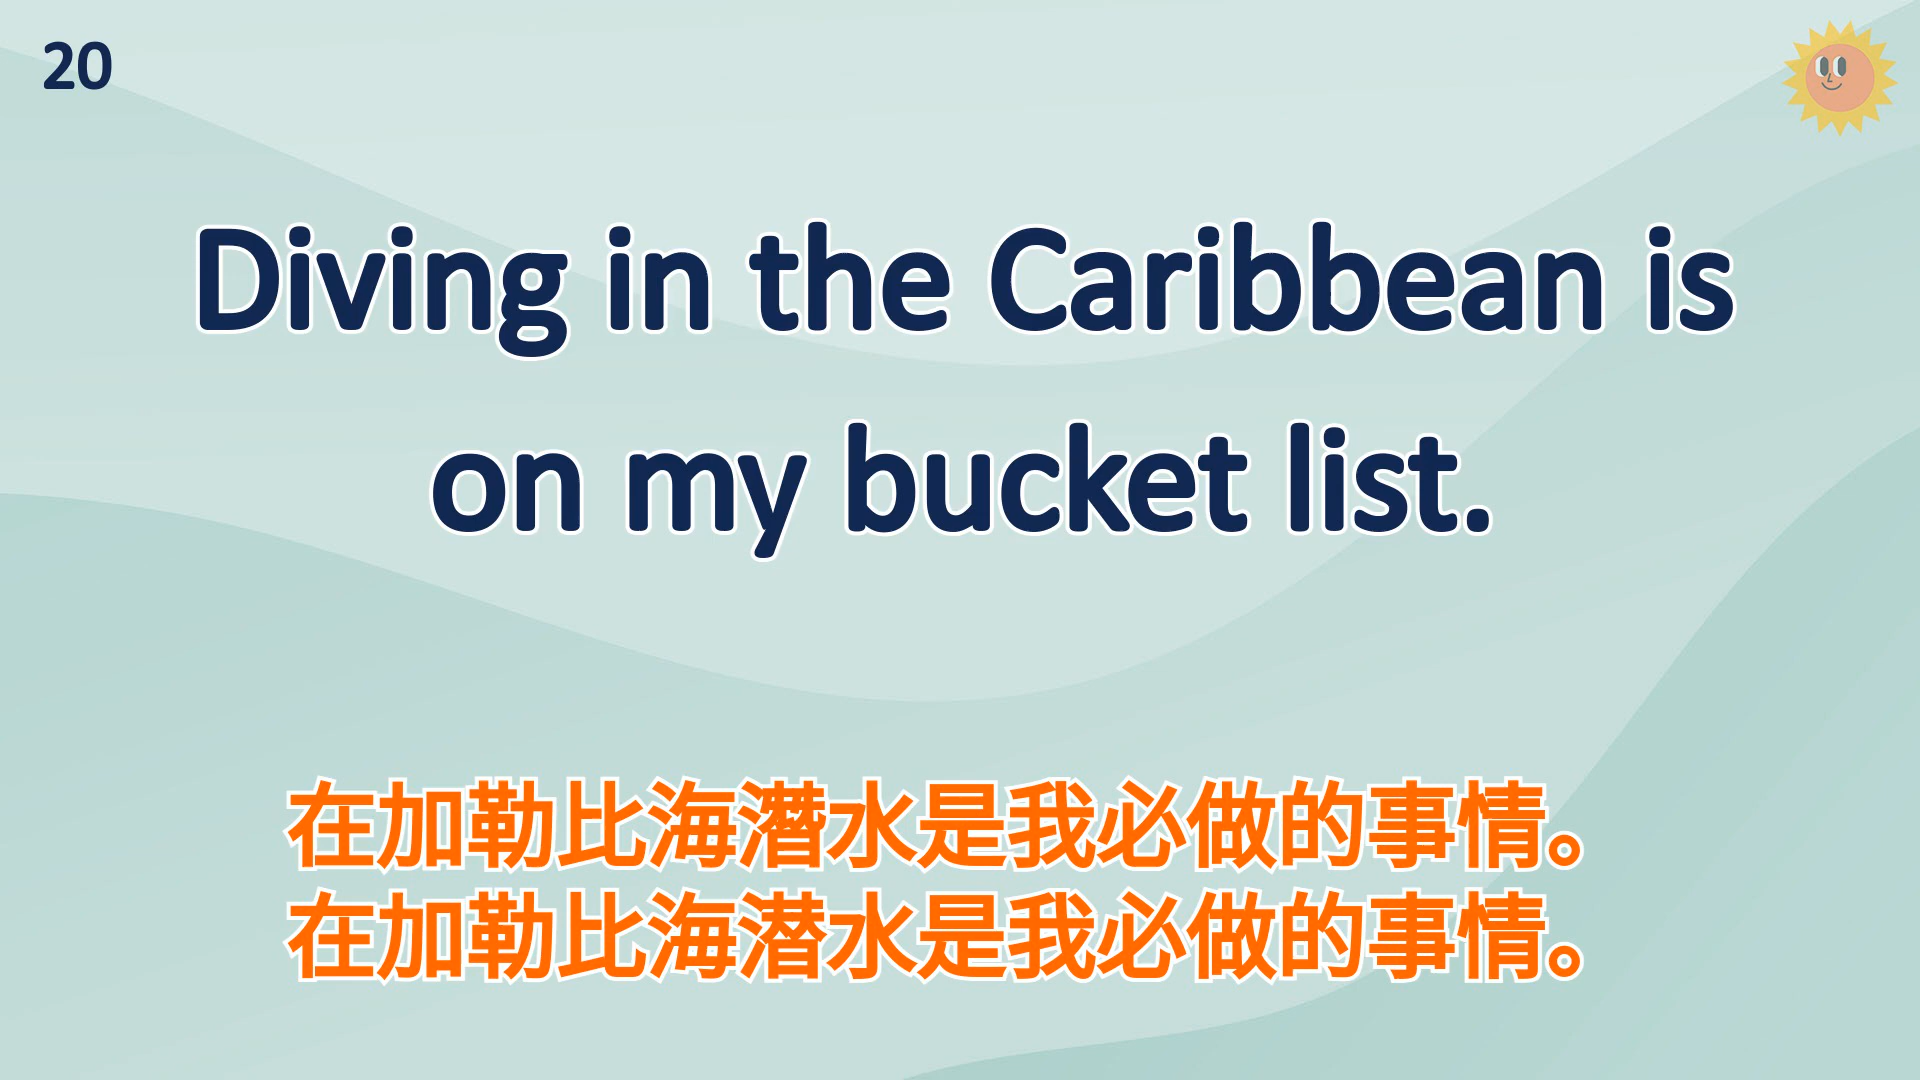 20
Diving in the Caribbean is
on my bucket list.
在加勒比海潛水是我必做的事情。
在加勒比海潜水是我必做的事情。